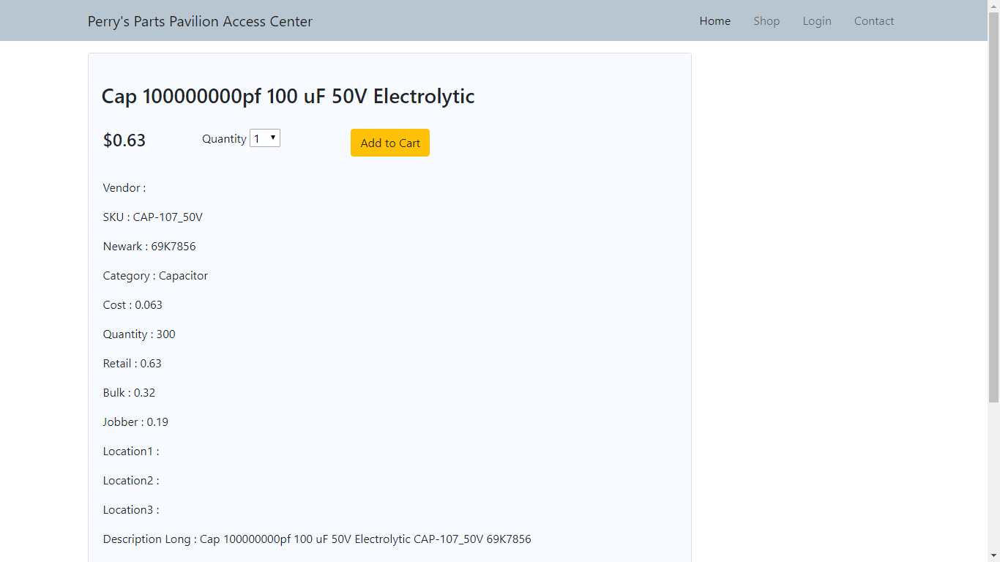 Perry's Parts Pavilion Access Center Home Shop Login Contact
Cap 100000000pf 100 uF 50V Electrolytic
$0.63 Quantity 1 Add to Cart
Vendor :
SKU : CAP-107_50V
Newark : 69K7856
Category : Capacitor
Cost : 0.063
Quantity : 300
Retail : 0.63
Bulk : 0.32
Jobber : 0.19
Location1 :
Location2 :
Location3 :
Description Long : Cap 100000000pf 100 uF 50V Electrolytic CAP-107_50V 69K7856